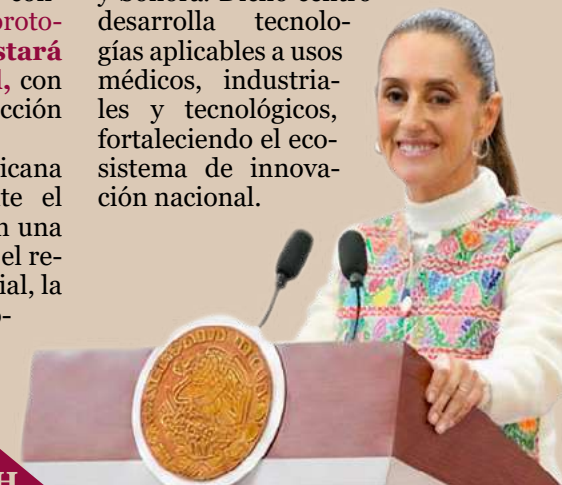 con-
proto-
stará
, con
cción
icana
te el
n una
el re-
ial, la
o-
y Sonora. Dicho centro
desarrolla tecnolo-
gías aplicables a usos
médicos, industria-
les y tecnológicos,
fortaleciendo el eco-
sistema de innova-
ción nacional.
H